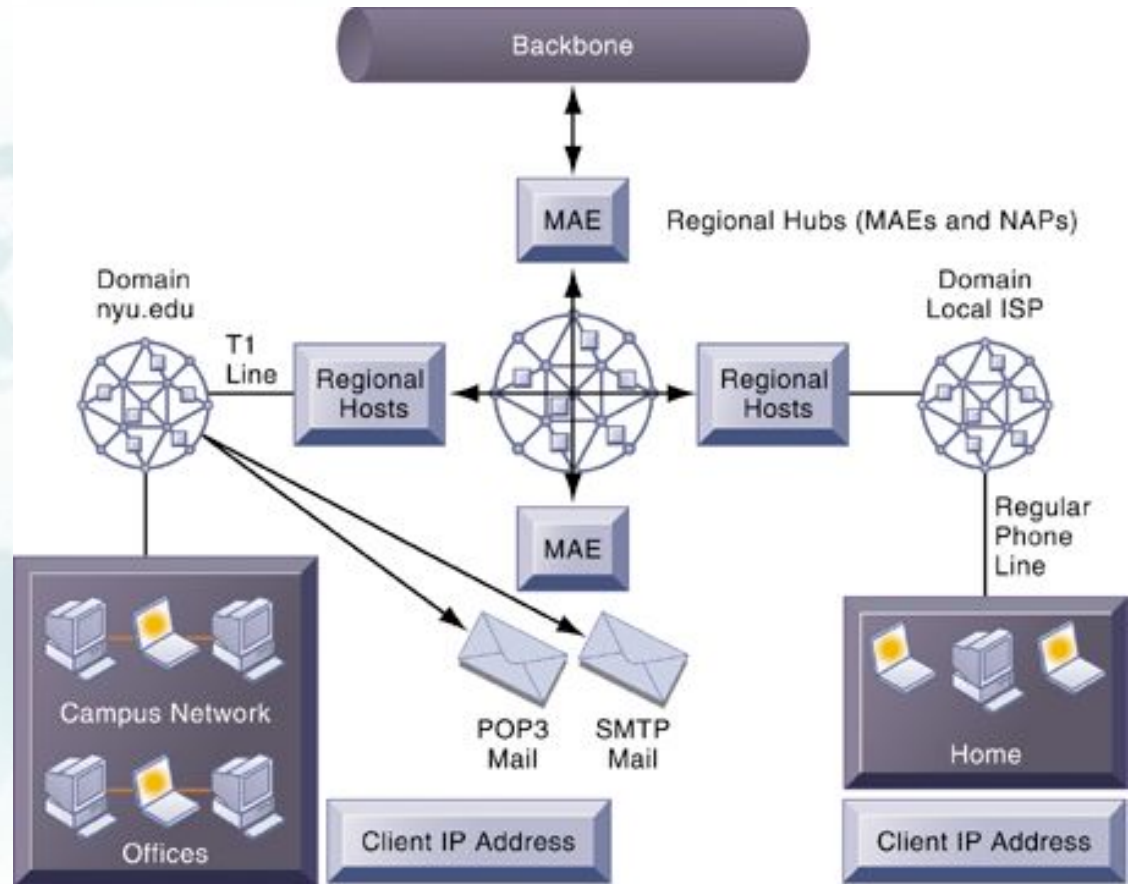 Backbone
MAE
Regional Hubs (MAEs and NAPs)
Domain
nyu.edu
T1
Line
Regional
Hosts
Regional
Hosts
Domain
Local ISP
MAE
Regular
Phone
Line
Campus Network
Offices
POP3
Mail
SMTP
Mail
Home
Client IP Address
Client IP Address